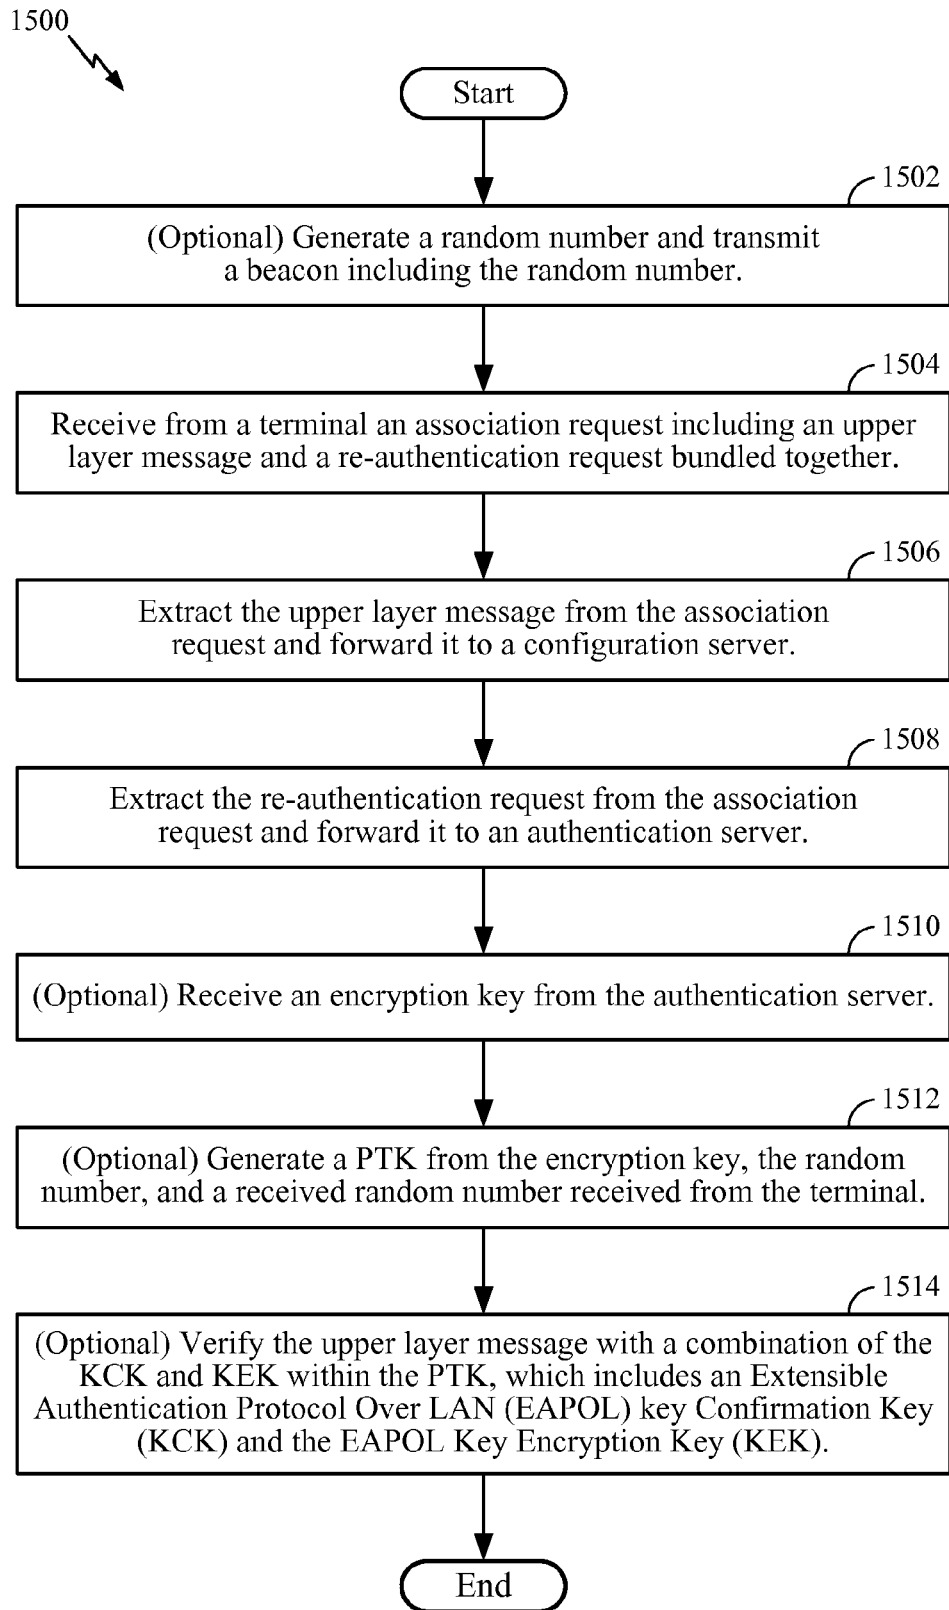 1500
Start
1502
(Optional) Generate a random number and transmit
a beacon including the random number.
1504
Receive from a terminal an association request including an upper
layer message and a re-authentication request bundled together.
1506
Extract the upper layer message from the association
request and forward it to a configuration server.
1508
Extract the re-authentication request from the association
request and forward it to an authentication server.
1510
(Optional) Receive an encryption key from the authentication server.
1512
(Optional) Generate a PTK from the encryption key, the random
number, and a received random number received from the terminal.
1514
(Optional) Verify the upper layer message with a combination of the
KCK and KEK within the PTK, which includes an Extensible
Authentication Protocol Over LAN (EAPOL) key Confirmation Key
(KCK) and the EAPOL Key Encryption Key (KEK).
End